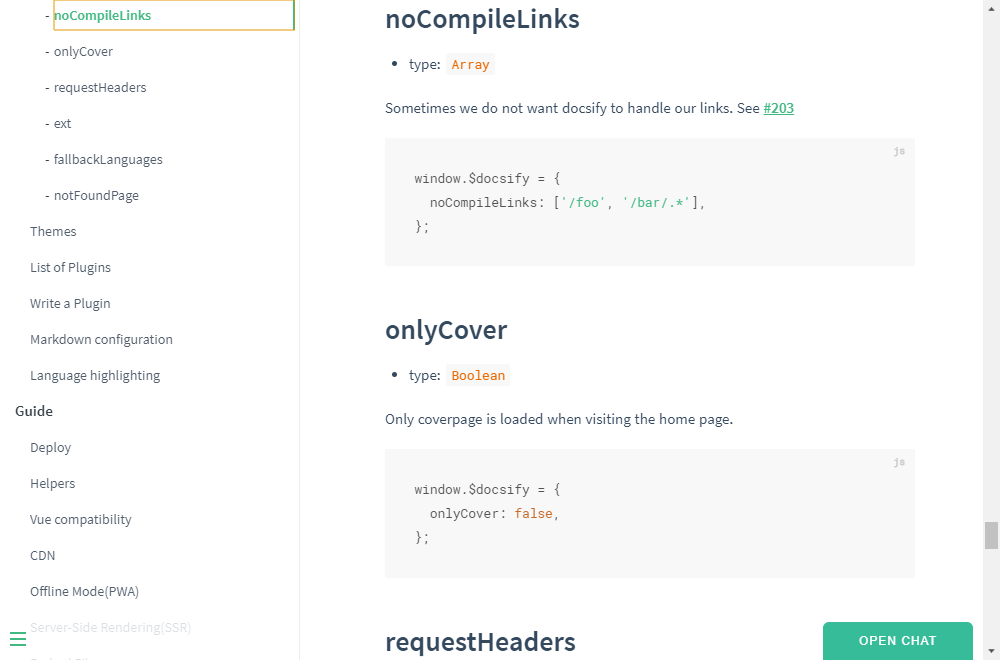 - noCompileLinks
- onlyCover
- requestHeaders
- ext
- fallbackLanguages
- notFoundPage
Themes
List of Plugins
Write a Plugin
Markdown configuration
Language highlighting
Guide
Deploy
Helpers
Vue compatibility
CDN
Offline Mode(PWA)
Server-Side Rendering(SSR)
noCompileLinks
• type: Array
Sometimes we do not want docsify to handle our links. See #203
js
window.$docsify = {
  noCompileLinks: ['/foo', '/bar/.*'],
};
onlyCover
• type: Boolean
Only coverpage is loaded when visiting the home page.
js
window.$docsify = {
  onlyCover: false,
};
requestHeaders
OPEN CHAT